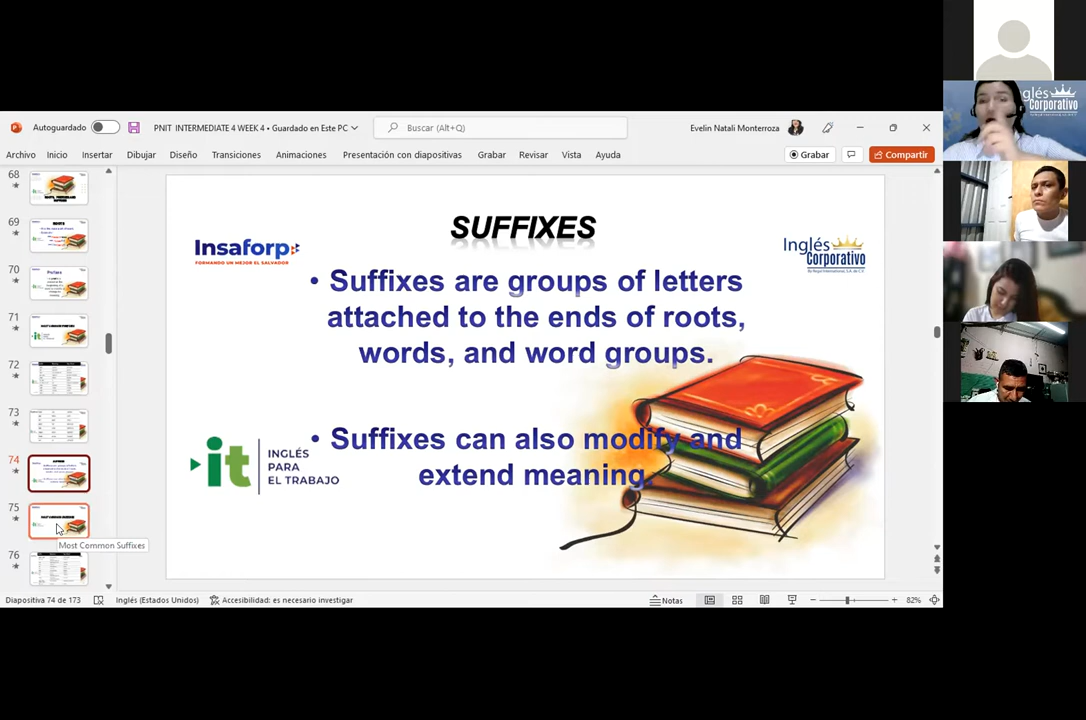 glés
Corporativo
Autoguardado
PNIT INTERMEDIATE 4 WEEK 4 • Guardado en Este PC
Buscar (Alt+Q)
Evelin Natali Monterroza
Archivo Inicio Insertar Dibujar Diseño Transiciones Animaciones Presentación con diapositivas Grabar Revisar Vista Ayuda
Grabar
Compartir
68
69
70
71
72
73
74
75
76
Most Common Suffixes
SUFFIXES
Insaforp
FORMANDO UN MEJOR EL SALVADOR
Inglés
Corporativo
• Suffixes are groups of letters
attached to the ends of roots,
words, and word groups.
• Suffixes can also modify and
extend meaning.
it
INGLÉS
PARA
EL TRABAJO
Diapositiva 74 de 173
Inglés (Estados Unidos)
Accesibilidad: es necesario investigar
Notas
82%